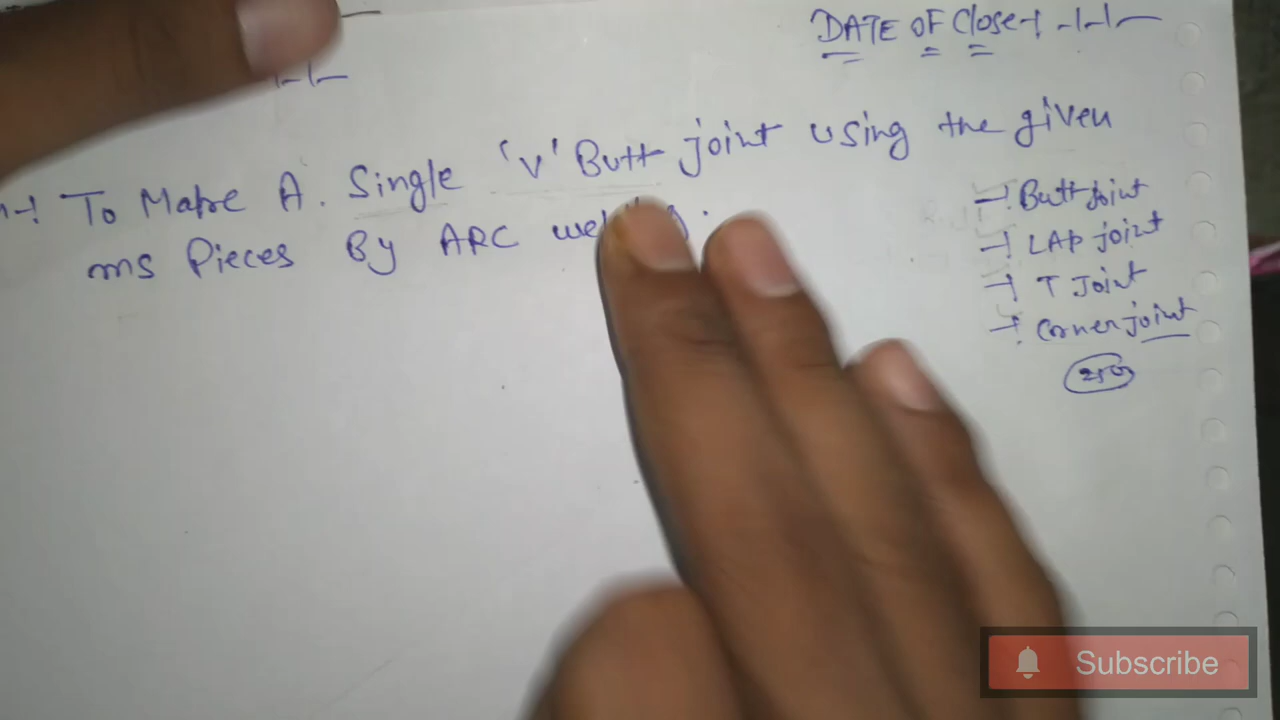 DATE OF Close -|-|-
To Make A. Single 'V' Butt joint using the given
ms Pieces By ARC
→ Butt joint
→ LAP joint
→ T Joint
→ Corner joint
Subscribe